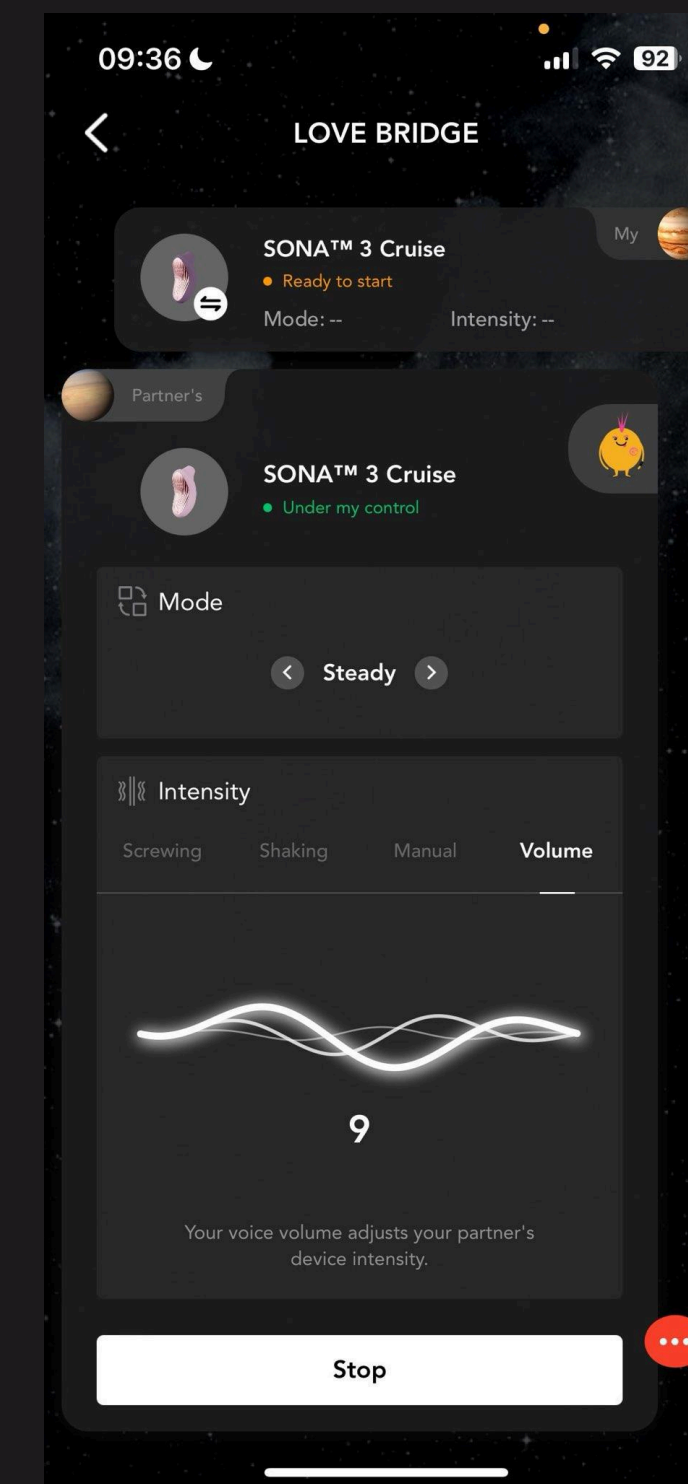 09:36
92
LOVE BRIDGE
My
SONA™ 3 Cruise
Ready to start
Mode: -- Intensity: --
Partner's
SONA™ 3 Cruise
Under my control
Mode
Steady
Intensity
Screwing Shaking Manual Volume
9
Your voice volume adjusts your partner's
device intensity.
Stop